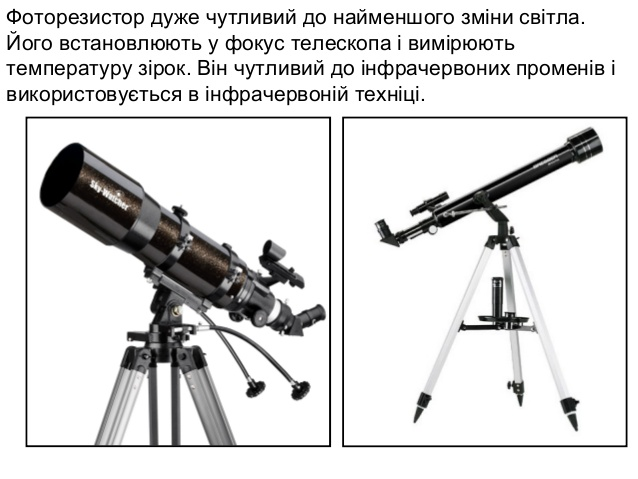 Фоторезистор дуже чутливий до найменшого зміни світла.
Його встановлюють у фокус телескопа і вимірюють
температуру зірок. Він чутливий до інфрачервоних променів і
використовується в інфрачервоній техніці.
Sky-Watcher